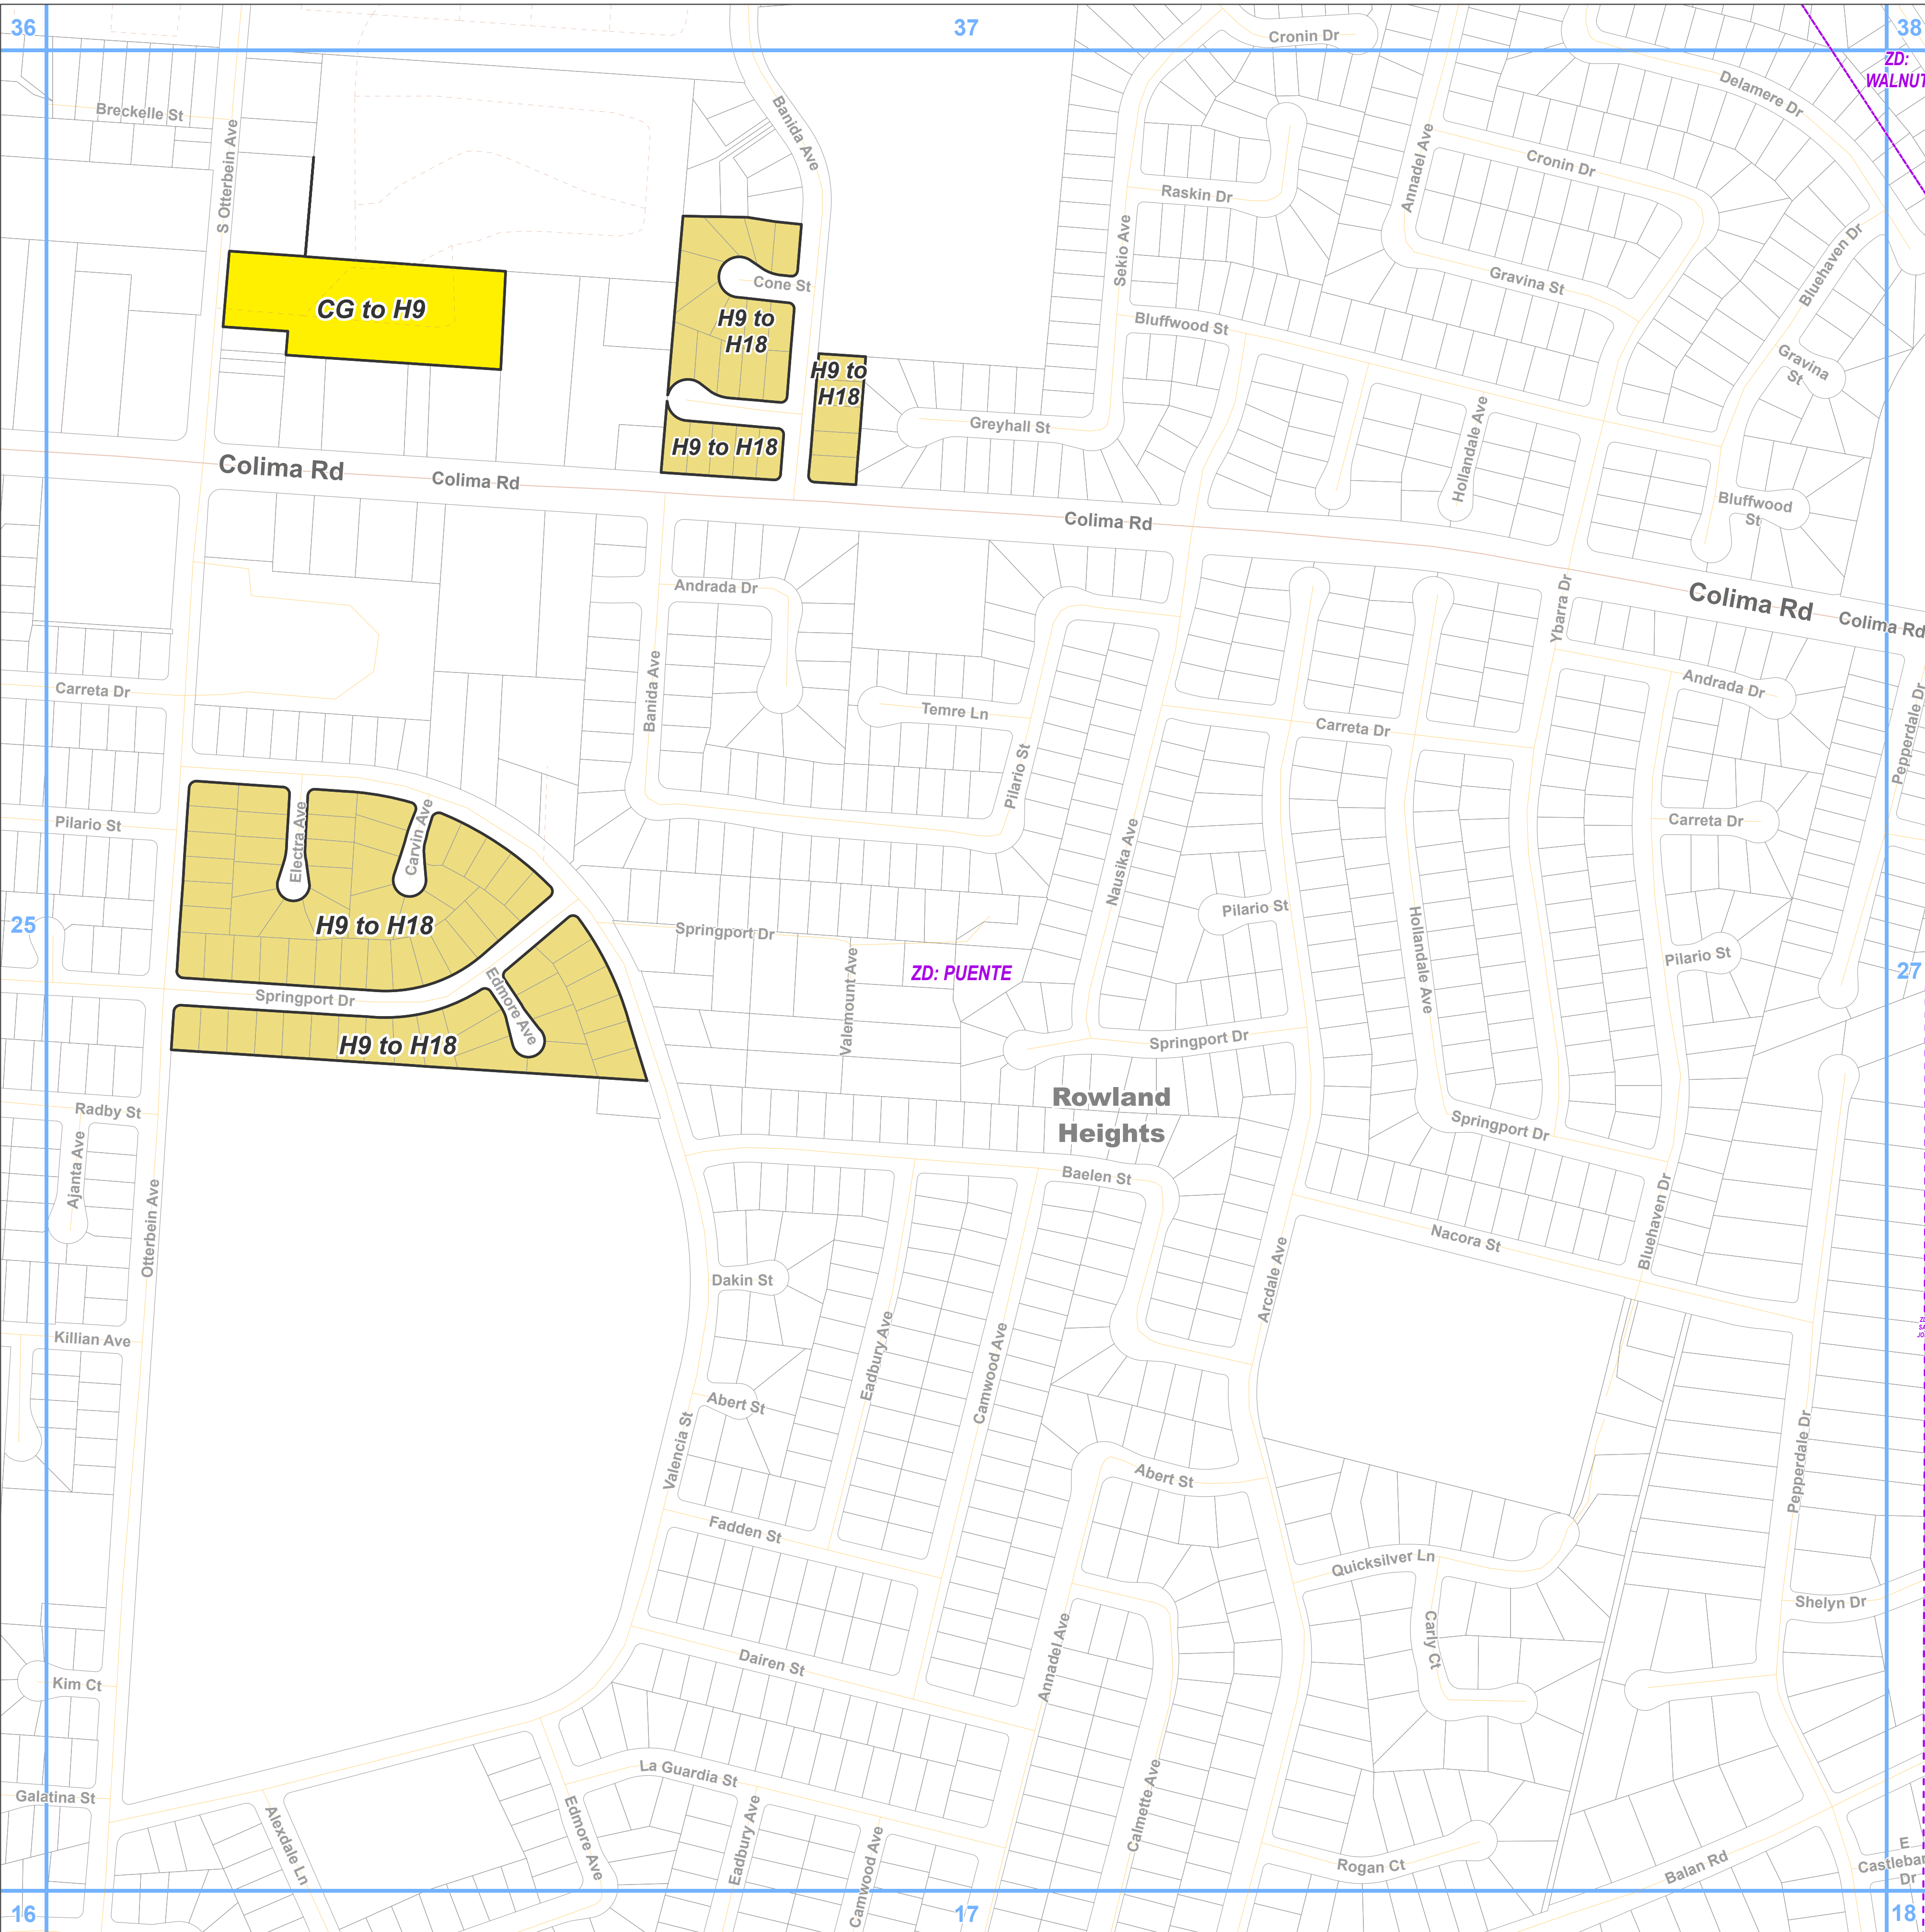 36
37
38
Cronin Dr
ZD:
WALNUT
Delamere Dr
Breckelle St
Banida Ave
S Otterbein Ave
Annadel Ave
Cronin Dr
Raskin Dr
Sekio Ave
Bluehaven Dr
Gravina St
Cone St
CG to H9
H9 to
H18
Bluffwood St
Gravina
St
H9 to
H18
Greyhall St
Hollandale Ave
H9 to H18
Colima Rd
Colima Rd
Bluffwood
St
Colima Rd
Andrada Dr
Ybarra Dr
Colima Rd
Colima Rd
Banida Ave
Carreta Dr
Andrada Dr
Pepperdale Dr
Temre Ln
Carreta Dr
Pilario St
Pilario St
Electra Ave
Carvin Ave
Carreta Dr
Nausika Ave
25
H9 to H18
Springport Dr
Pilario St
Hollandale Ave
Pilario St
ZD: PUENTE
27
Springport Dr
Edmore Ave
Valemount Ave
H9 to H18
Springport Dr
Rowland
Heights
Radby St
Springport Dr
Ajanta Ave
Baelen St
Otterbein Ave
Bluehaven Dr
Nacora St
Dakin St
Arcdale Ave
Killian Ave
Eadbury Ave
Camwood Ave
Abert St
Valencia St
Abert St
Pepperdale Dr
Fadden St
Quicksilver Ln
Shelyn Dr
Carly Ct
Annadel Ave
Dairen St
Kim Ct
La Guardia St
Galatina St
Alexdale Ln
Edmore Ave
Eadbury Ave
Camwood Ave
Calmette Ave
Rogan Ct
Balan Rd
E
Dr
16
17
18